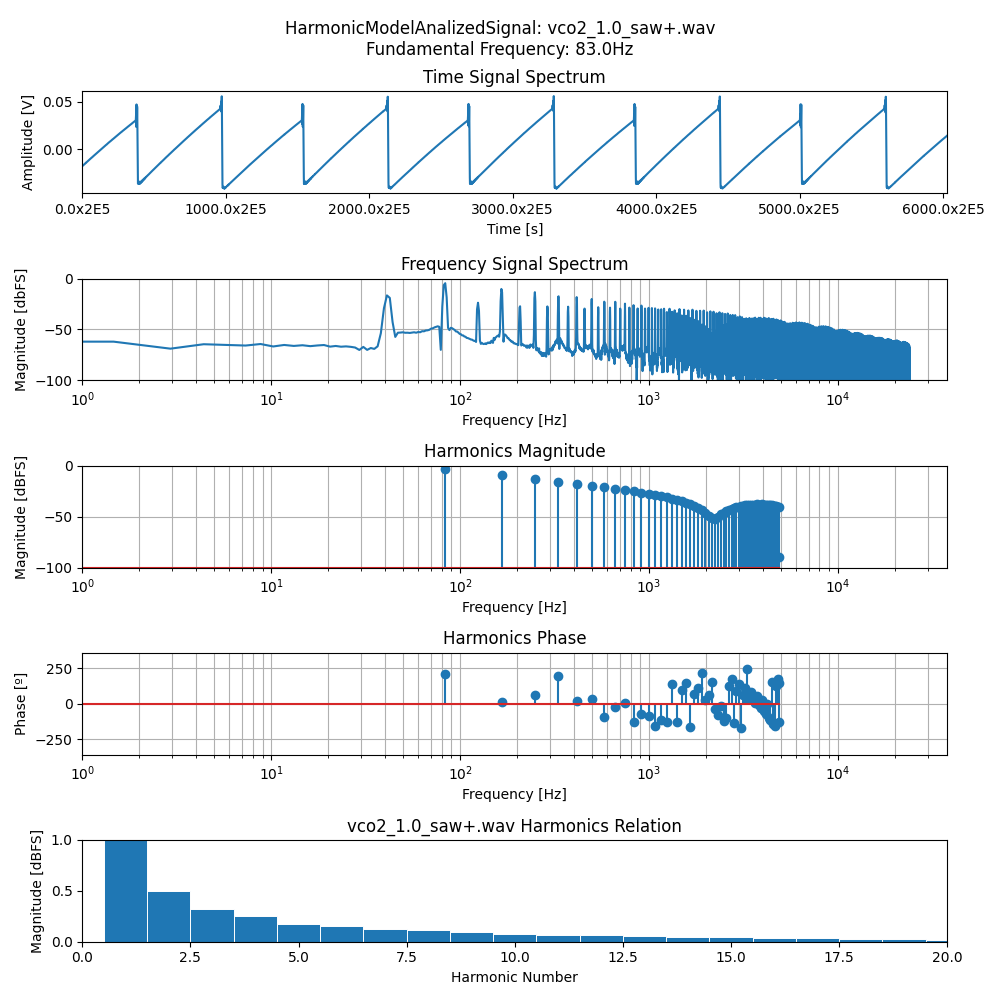 HarmonicModelAnalizedSignal: vco2_1.0_saw+.wav
Fundamental Frequency: 83.0Hz
Time Signal Spectrum
Amplitude [V]
0.05
0.00
0.0x2E5 1000.0x2E5 2000.0x2E5 3000.0x2E5 4000.0x2E5 5000.0x2E5 6000.0x2E5
Time [s]
Frequency Signal Spectrum
Magnitude [dbFS]
0
−50
−100
10⁰ 10¹ 10² 10³ 10⁴
Frequency [Hz]
Harmonics Magnitude
Magnitude [dBFS]
0
−50
−100
10⁰ 10¹ 10² 10³ 10⁴
Frequency [Hz]
Harmonics Phase
Phase [º]
250
0
−250
10⁰ 10¹ 10² 10³ 10⁴
Frequency [Hz]
vco2_1.0_saw+.wav Harmonics Relation
Magnitude [dBFS]
1.0
0.5
0.0
0.0 2.5 5.0 7.5 10.0 12.5 15.0 17.5 20.0
Harmonic Number